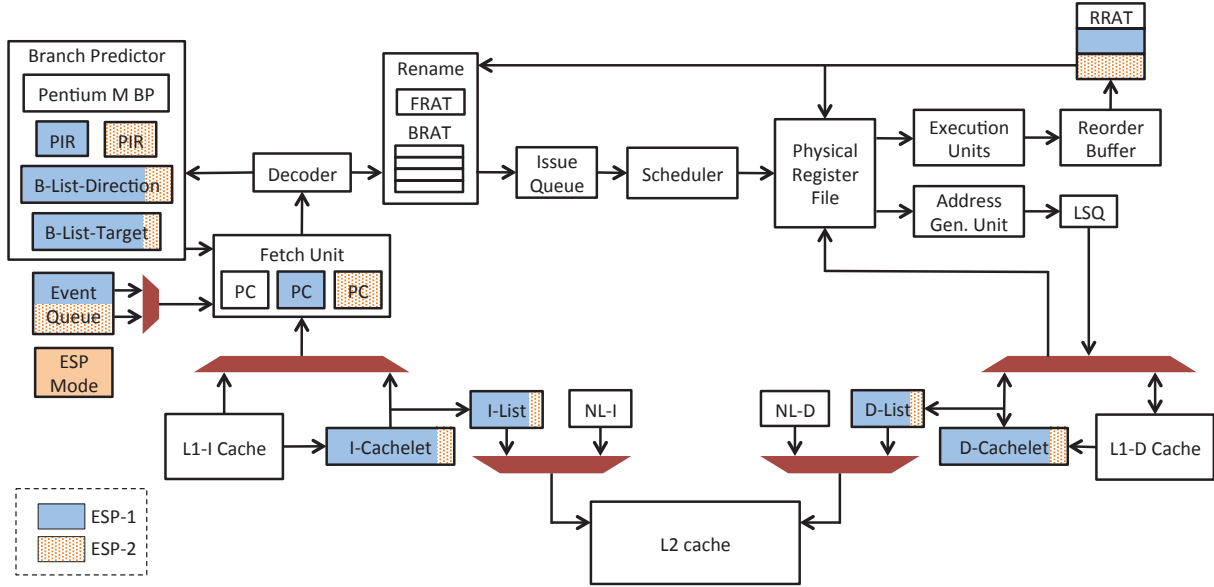 RRAT
Branch Predictor
Pentium M BP
PIR
PIR
B-List-Direction
B-List-Target
Rename
FRAT
BRAT
Decoder
Issue
Queue
Scheduler
Physical
Register
File
Execution
Units
Reorder
Buffer
Address
Gen. Unit
LSQ
Fetch Unit
PC
PC
PC
Event
Queue
ESP
Mode
L1-I Cache
I-Cachelet
I-List
NL-I
NL-D
D-List
D-Cachelet
L1-D Cache
L2 cache
ESP-1
ESP-2